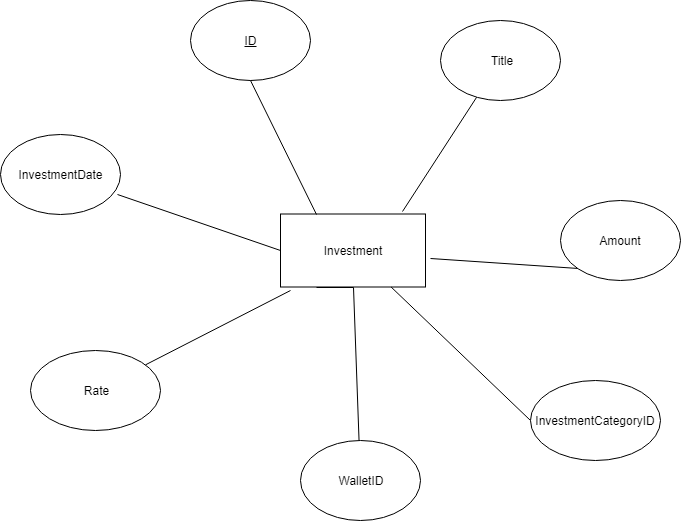 ID
Title
InvestmentDate
Amount
Investment
Rate
InvestmentCategoryID
WalletID